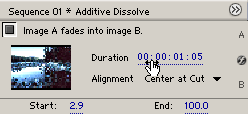 Sequence 01 * Additive Dissolve
Image A fades into image B.
A
Duration 00:00:01:05
Alignment Center at Cut
B
Start: 2.9 End: 100.0